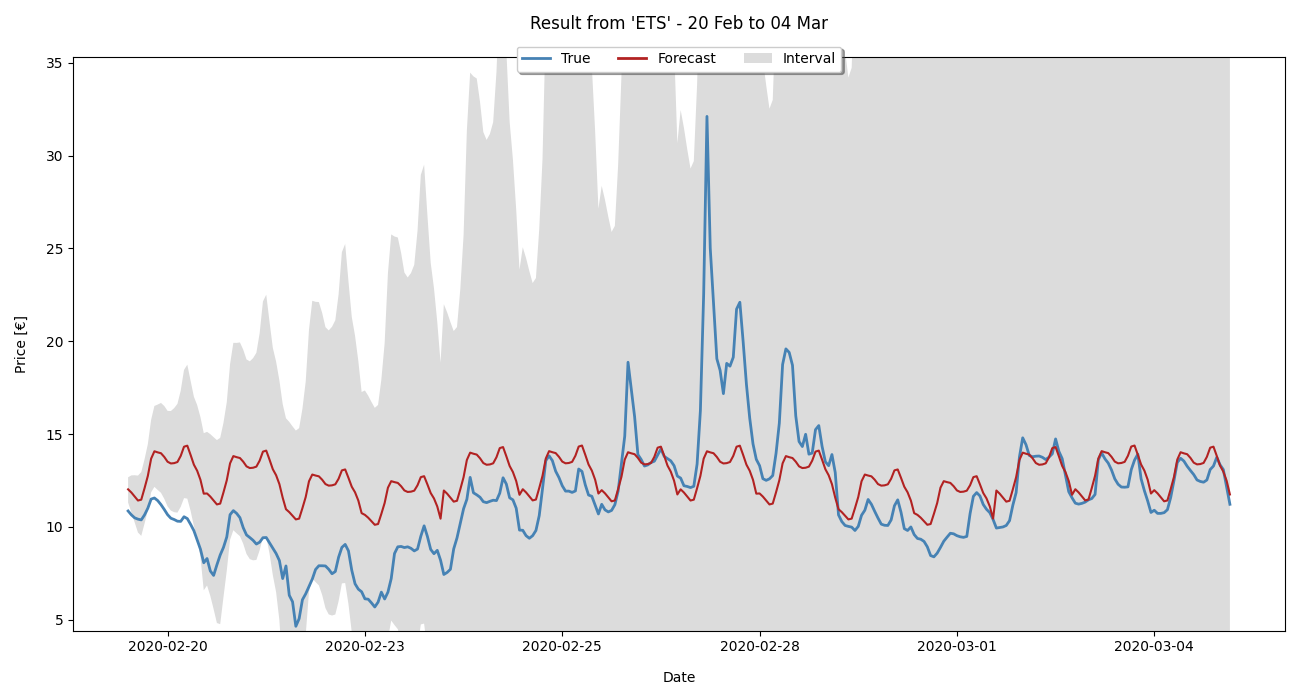 Result from 'ETS' - 20 Feb to 04 Mar
True Forecast Interval
35
30
25
20
15
10
5
Price [€]
2020-02-20 2020-02-23 2020-02-25 2020-02-28 2020-03-01 2020-03-04
Date